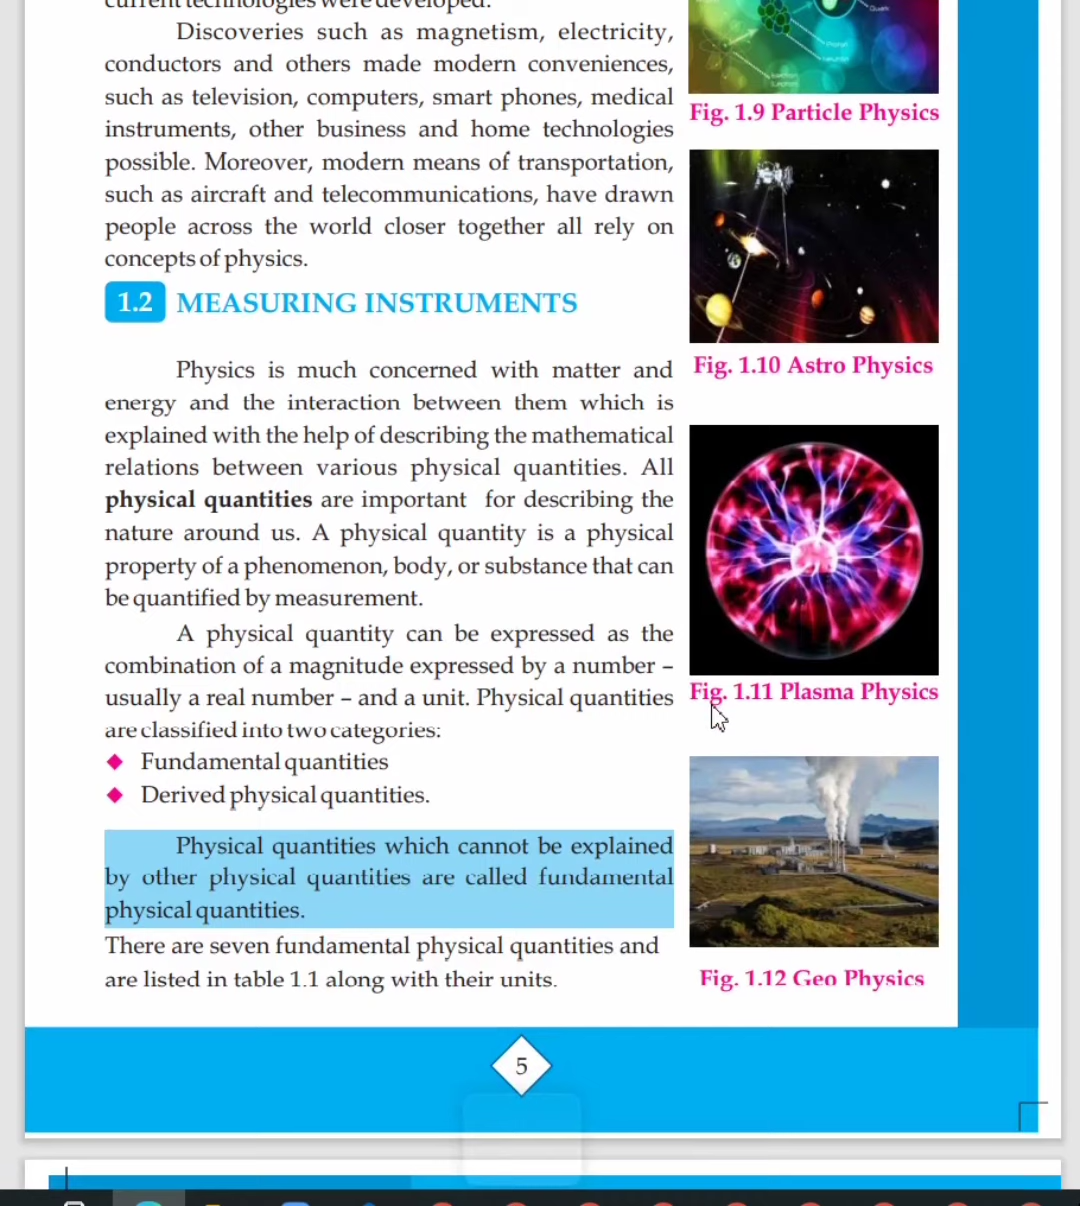 current technologies were developed.
Discoveries such as magnetism, electricity,
conductors and others made modern conveniences,
such as television, computers, smart phones, medical
instruments, other business and home technologies
possible. Moreover, modern means of transportation,
such as aircraft and telecommunications, have drawn
people across the world closer together all rely on
concepts of physics.
1.2 MEASURING INSTRUMENTS
Physics is much concerned with matter and
energy and the interaction between them which is
explained with the help of describing the mathematical
relations between various physical quantities. All
physical quantities are important for describing the
nature around us. A physical quantity is a physical
property of a phenomenon, body, or substance that can
be quantified by measurement.
A physical quantity can be expressed as the
combination of a magnitude expressed by a number –
usually a real number – and a unit. Physical quantities
are classified into two categories:
◆ Fundamental quantities
◆ Derived physical quantities.
Physical quantities which cannot be explained
by other physical quantities are called fundamental
physical quantities.
There are seven fundamental physical quantities and
are listed in table 1.1 along with their units.
Quark
Proton
Fig. 1.9 Particle Physics
Fig. 1.10 Astro Physics
Fig. 1.11 Plasma Physics
Fig. 1.12 Geo Physics
5